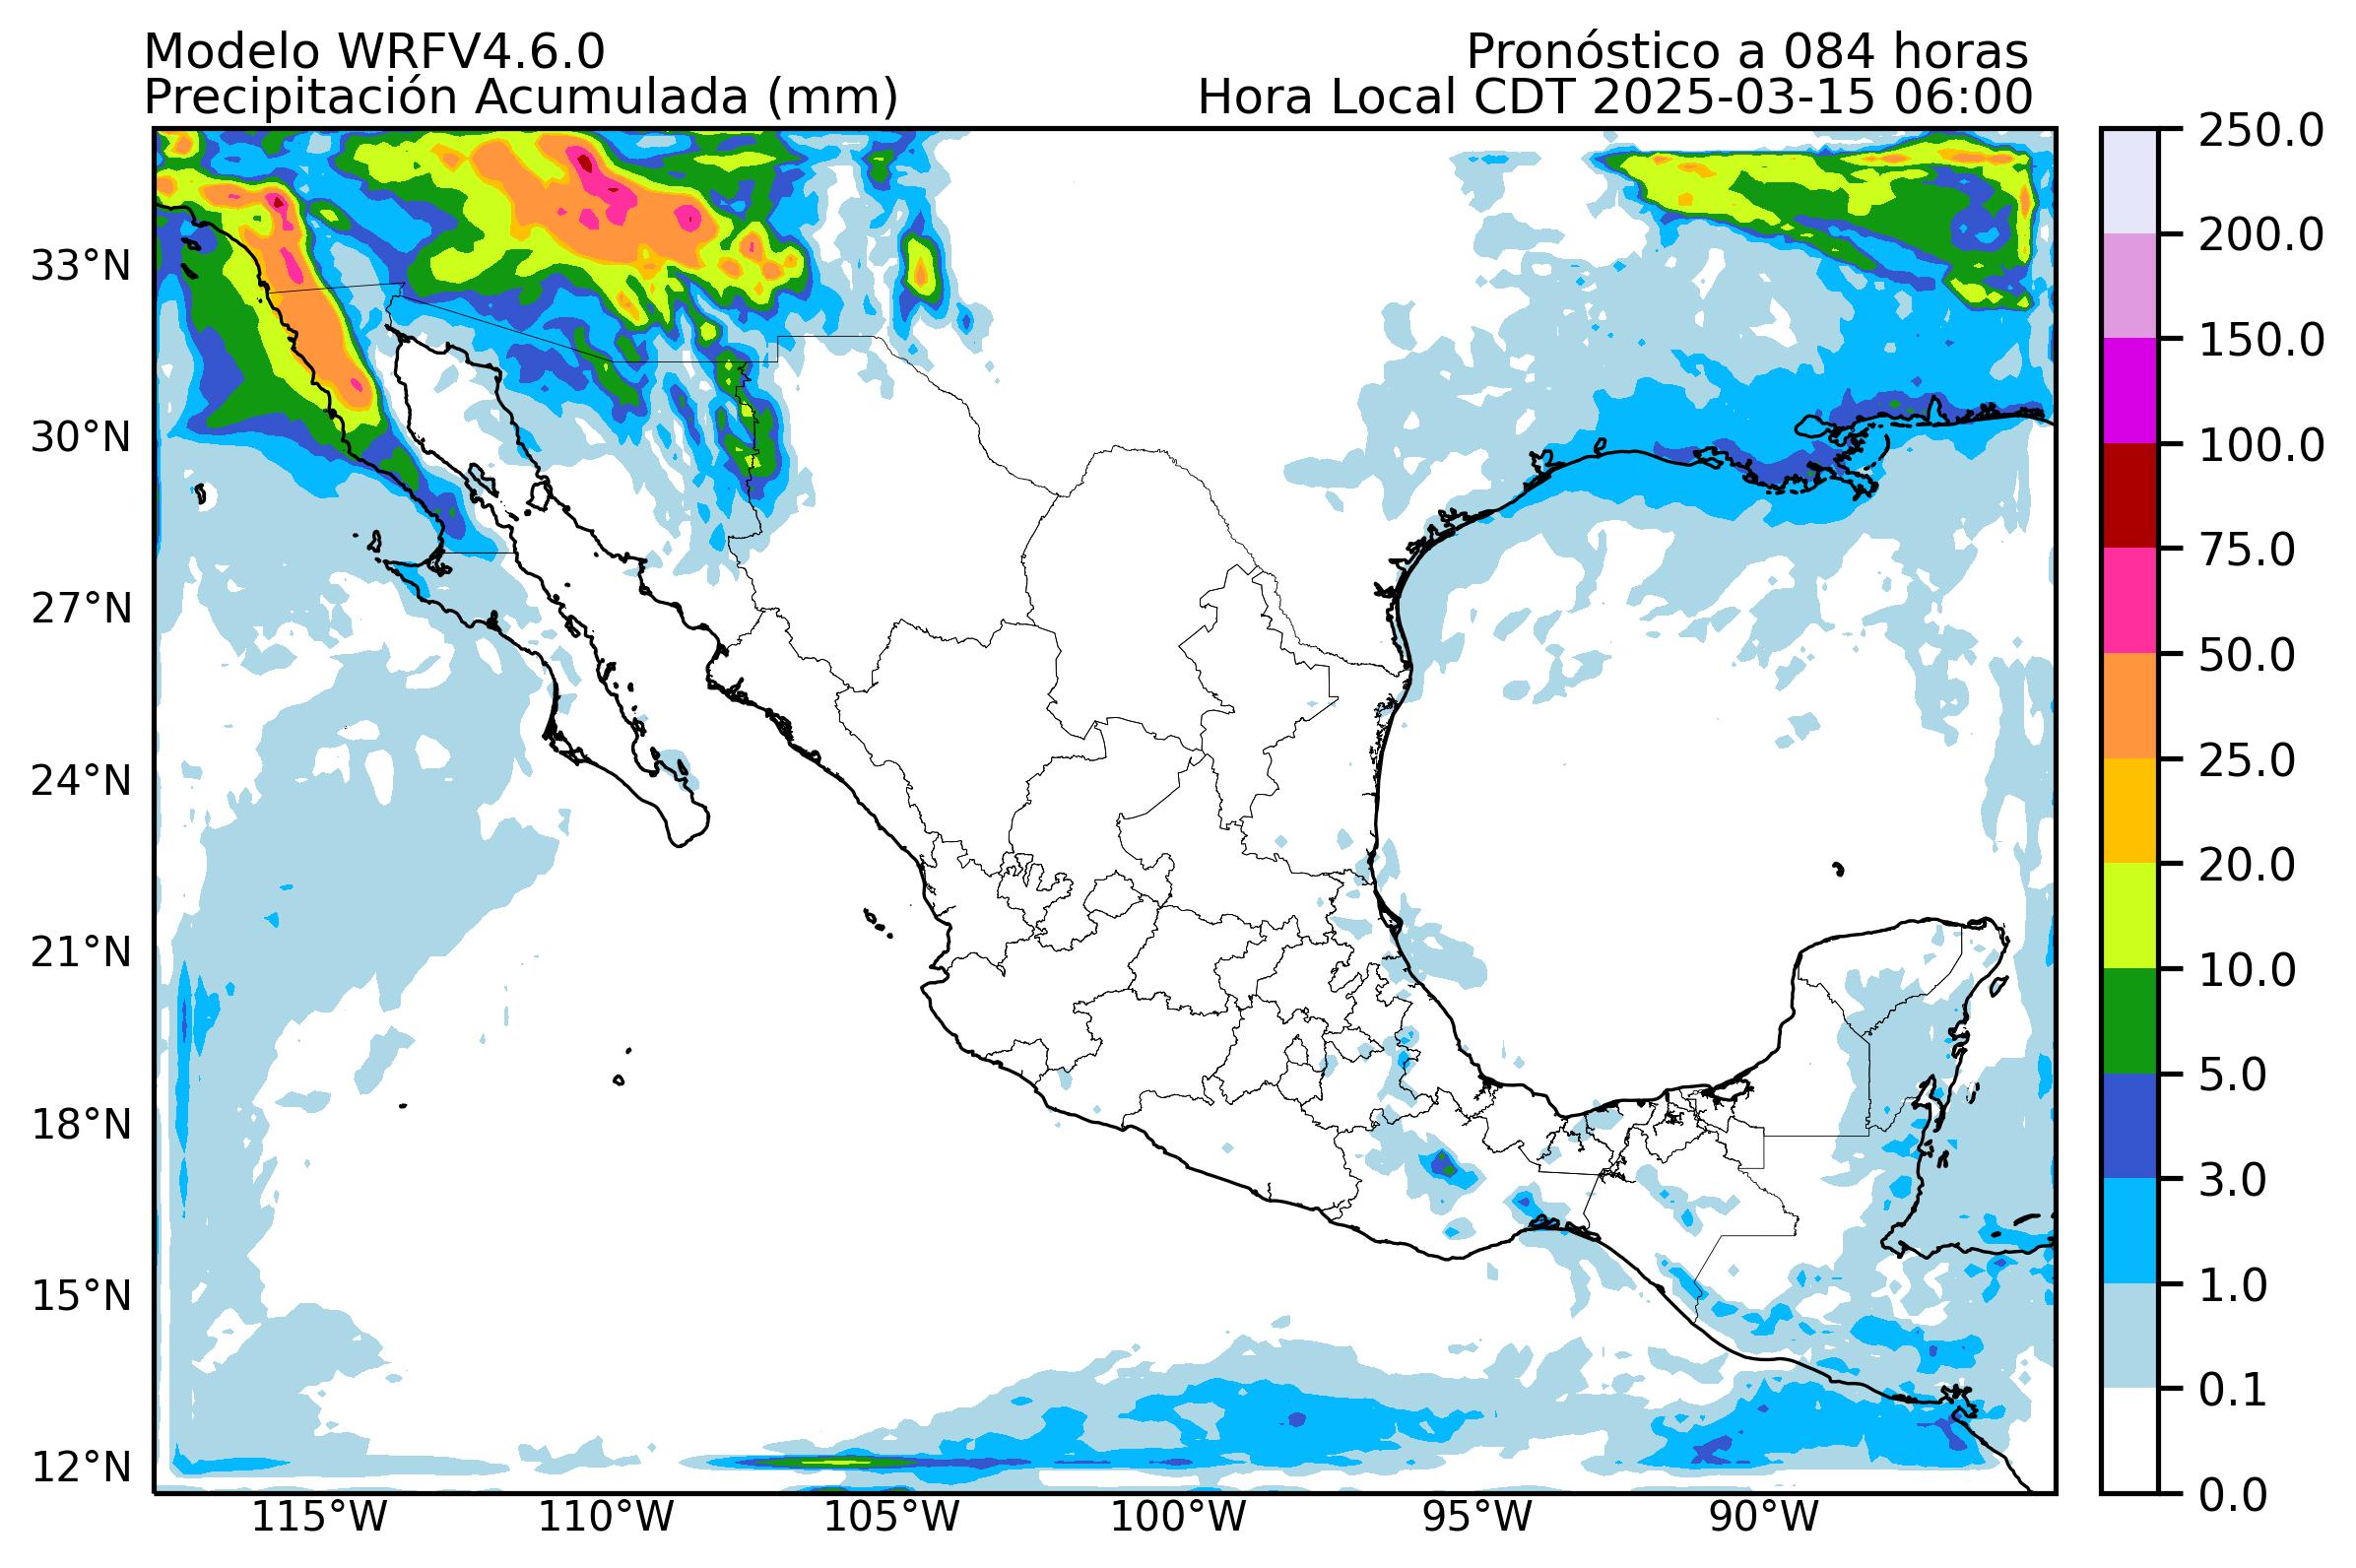 Modelo WRFV4.6.0
Pronóstico a 084 horas
Precipitación Acumulada (mm)
Hora Local CDT 2025-03-15 06:00
250.0
200.0
150.0
100.0
75.0
50.0
25.0
20.0
10.0
5.0
3.0
1.0
0.1
0.0
33°N
30°N
27°N
24°N
21°N
18°N
15°N
12°N
115°W
110°W
105°W
100°W
95°W
90°W